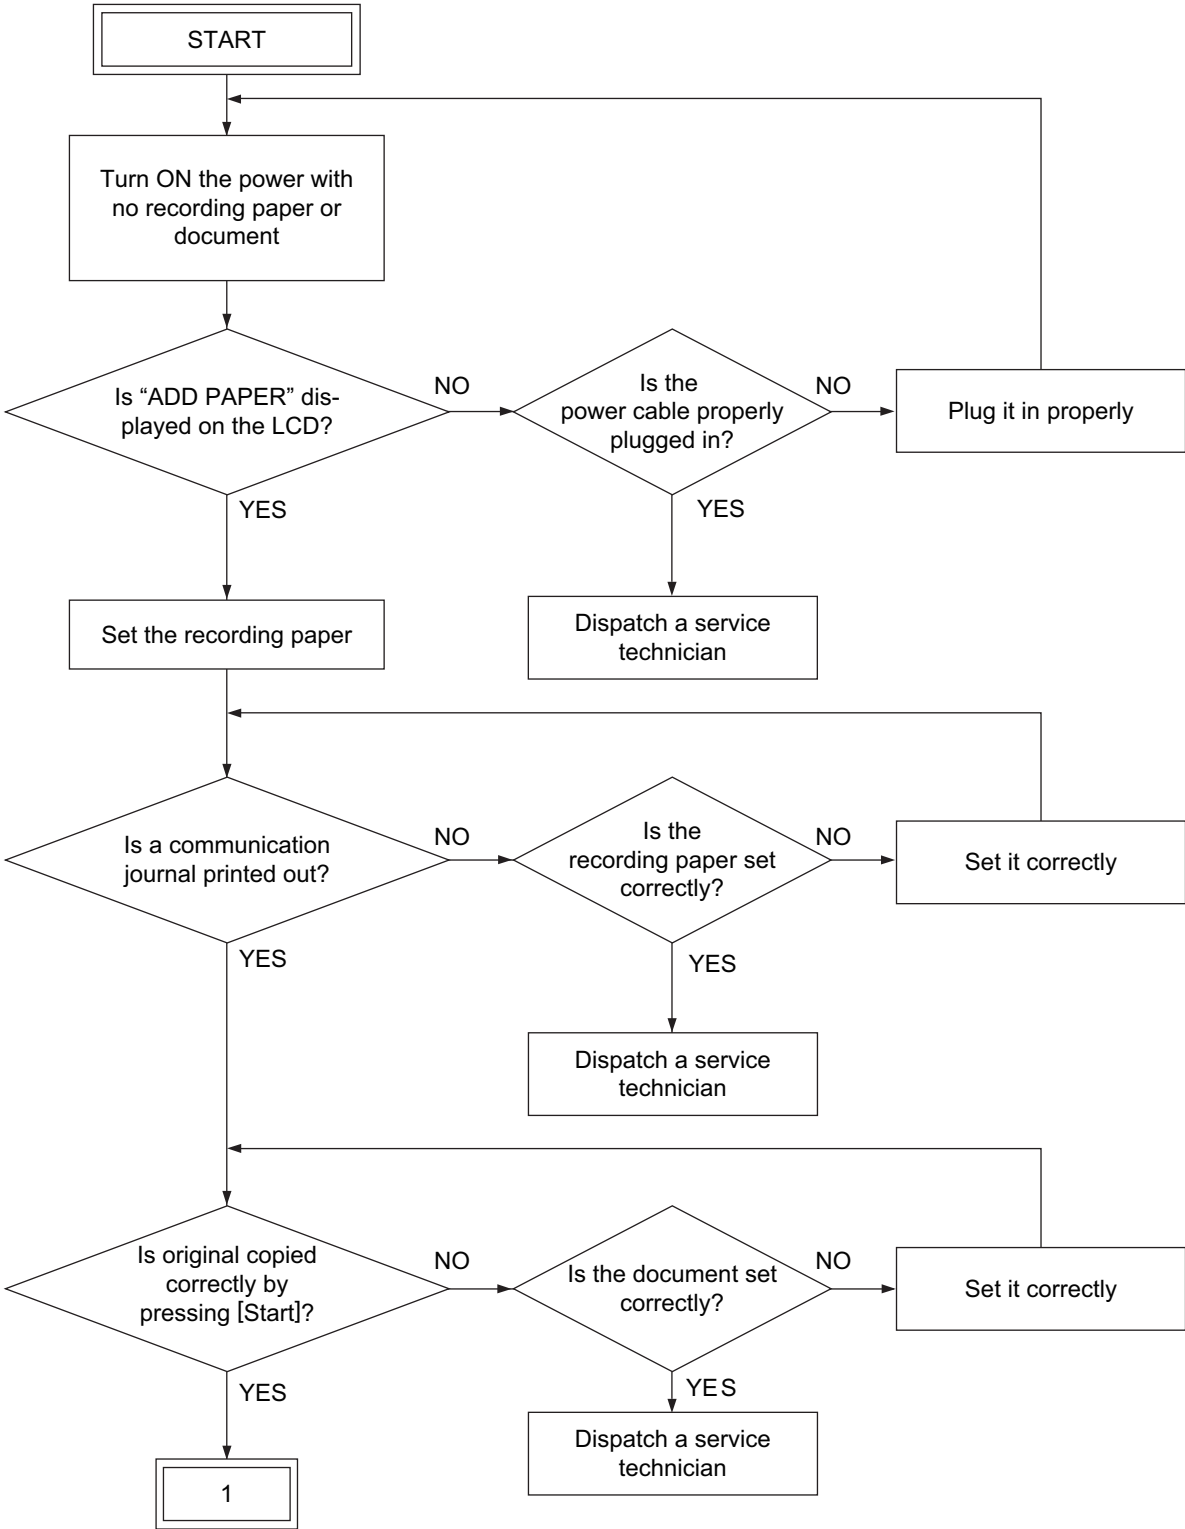 START
Turn ON the power with
no recording paper or
document
Is “ADD PAPER” dis-
played on the LCD?
NO
Is the
power cable properly
plugged in?
NO
Plug it in properly
YES
YES
Set the recording paper
Dispatch a service
technician
Is a communication
journal printed out?
NO
Is the
recording paper set
correctly?
NO
Set it correctly
YES
YES
Dispatch a service
technician
Is original copied
correctly by
pressing [Start]?
NO
Is the document set
correctly?
NO
Set it correctly
YES
YES
Dispatch a service
technician
1